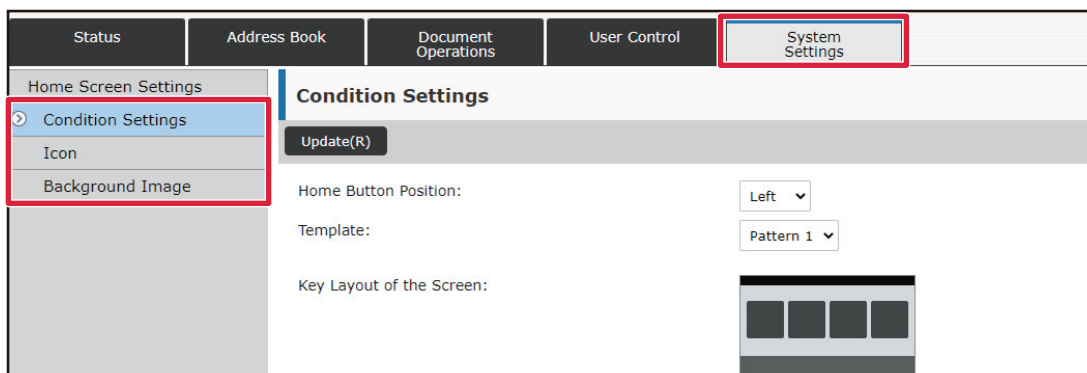 Status
Address Book
Document
Operations
User Control
System
Settings
Home Screen Settings
Condition Settings
Icon
Background Image
Condition Settings
Update(R)
Home Button Position:
Left
Template:
Pattern 1
Key Layout of the Screen: